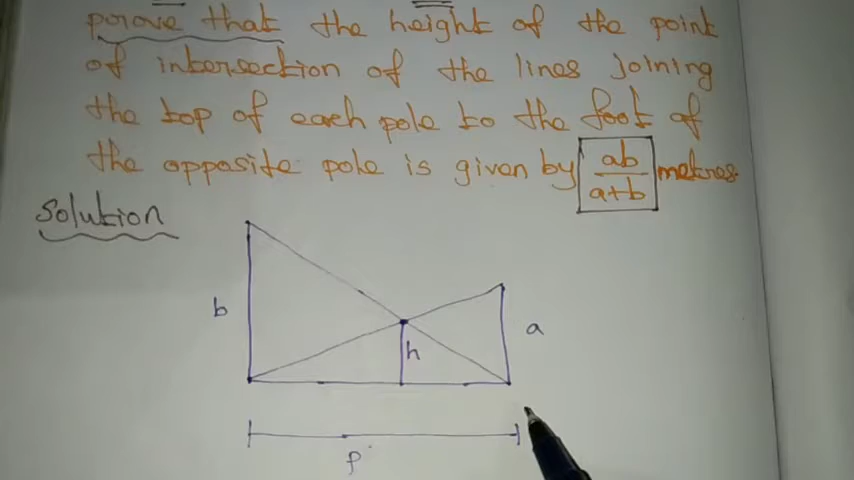 prove that the height of the point
of intersection of the lines joining
the top of each pole to the foot of
the opposite pole is given by ab/a+b metres.
Solution
b
a
h
p